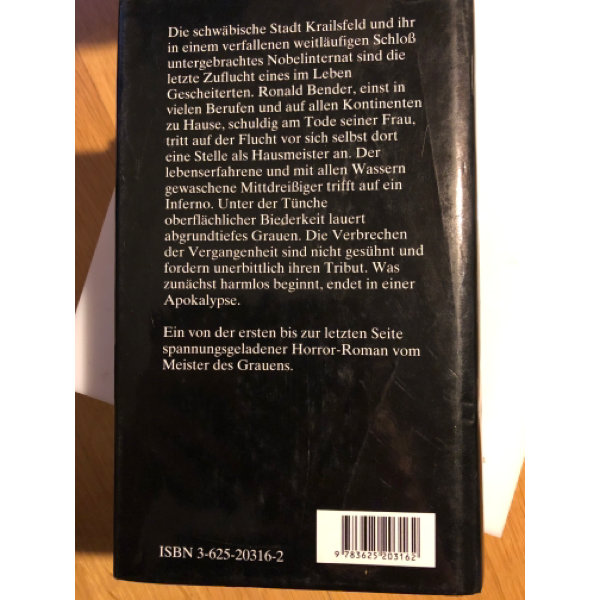 Die schwäbische Stadt Krailsfeld und ihr
in einem verfallenen weitläufigen Schloß
untergebrachtes Nobelinternat sind die
letzte Zuflucht eines im Leben
Gescheiterten. Ronald Bender, einst in
vielen Berufen und auf allen Kontinenten
zu Hause, schuldig am Tode seiner Frau,
tritt auf der Flucht vor sich selbst dort
eine Stelle als Hausmeister an. Der
lebenserfahrene und mit allen Wassern
gewaschene Mittdreißiger trifft auf ein
Inferno. Unter der Tünche
oberflächlicher Biederkeit lauert
abgrundtiefes Grauen. Die Verbrechen
der Vergangenheit sind nicht gesühnt und
fordern unerbittlich ihren Tribut. Was
zunächst harmlos beginnt, endet in einer
Apokalypse.
Ein von der ersten bis zur letzten Seite
spannungsgeladener Horror-Roman vom
Meister des Grauens.
ISBN 3-625-20316-2
9 783625 203162